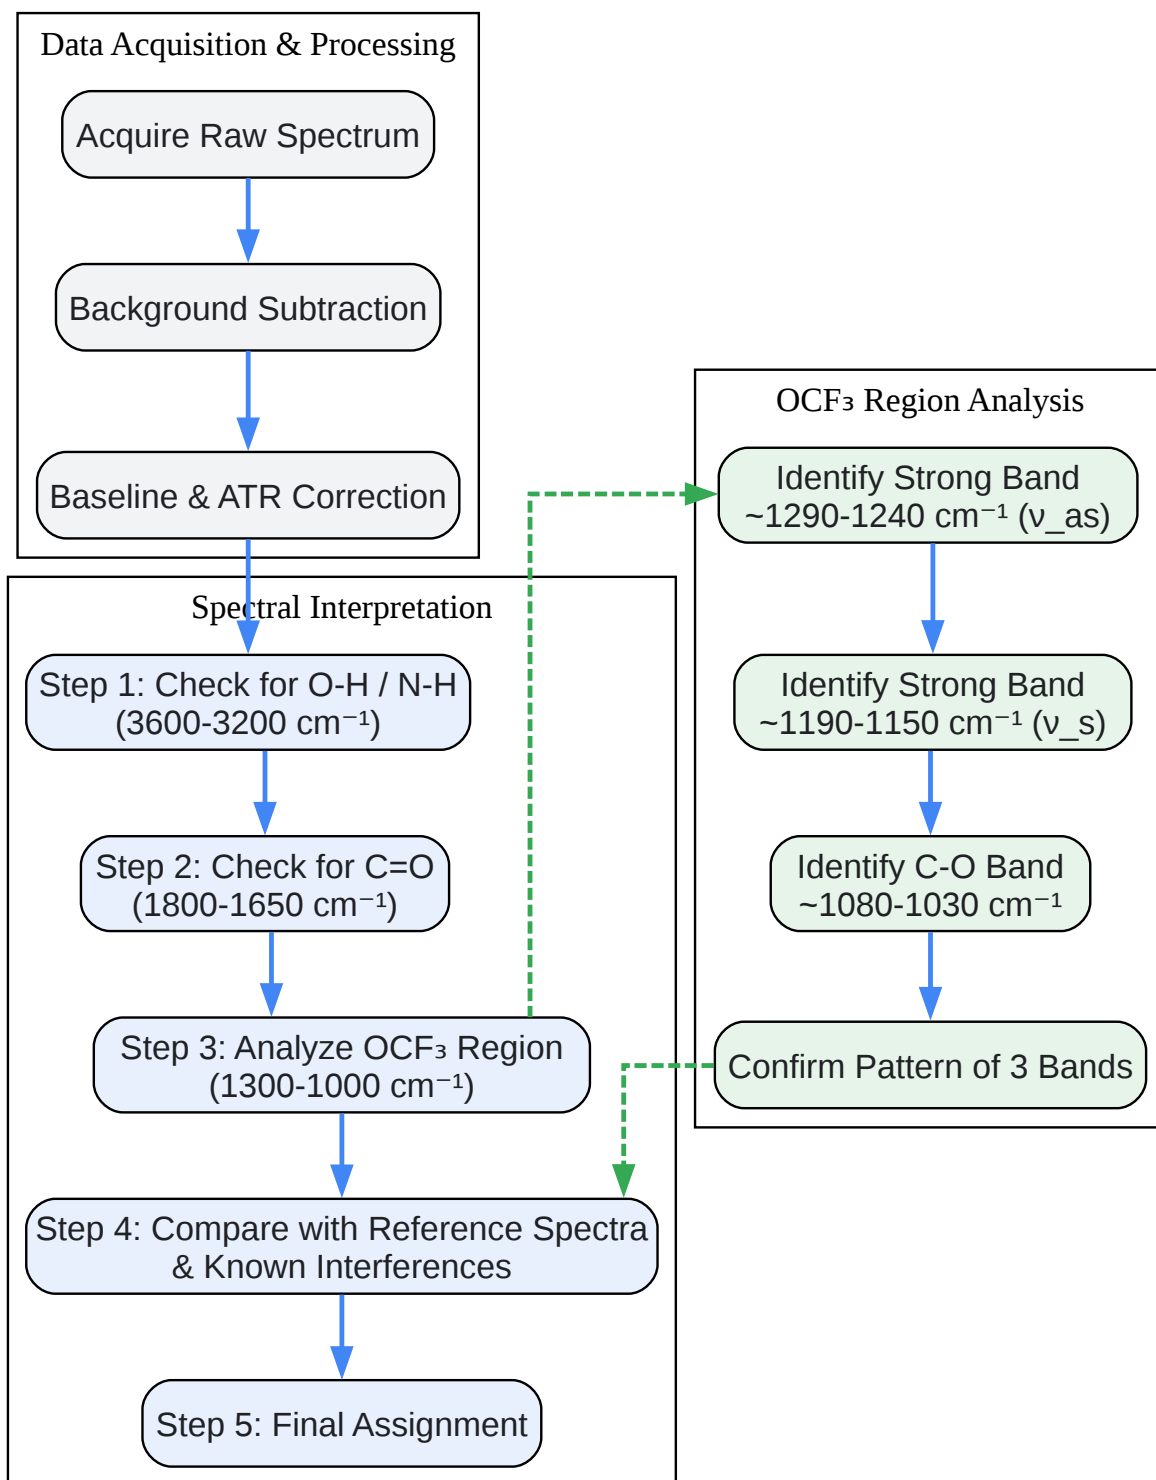 Data Acquisition & Processing
Acquire Raw Spectrum
Background Subtraction
Baseline & ATR Correction
Spectral Interpretation
Step 1: Check for O-H / N-H
(3600-3200 cm⁻¹)
Step 2: Check for C=O
(1800-1650 cm⁻¹)
Step 3: Analyze OCF₃ Region
(1300-1000 cm⁻¹)
Step 4: Compare with Reference Spectra
& Known Interferences
Step 5: Final Assignment
OCF₃ Region Analysis
Identify Strong Band
~1290-1240 cm⁻¹ (ν_as)
Identify Strong Band
~1190-1150 cm⁻¹ (ν_s)
Identify C-O Band
~1080-1030 cm⁻¹
Confirm Pattern of 3 Bands